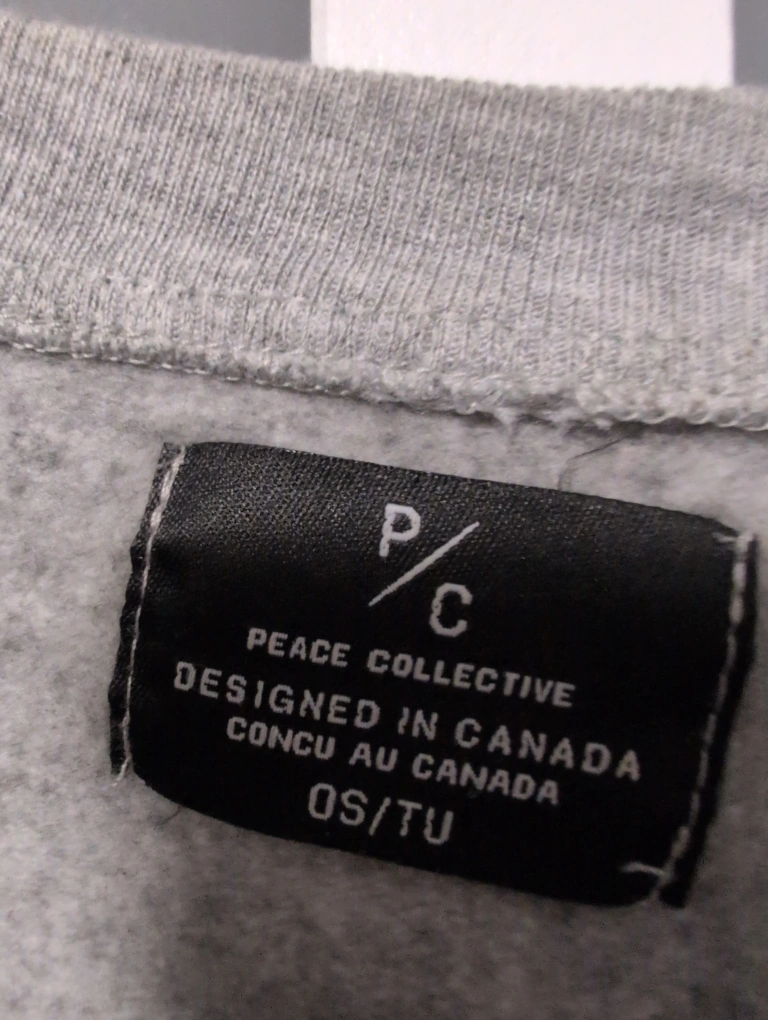 P/C
PEACE COLLECTIVE
DESIGNED IN CANADA
CONCU AU CANADA
OS/TU